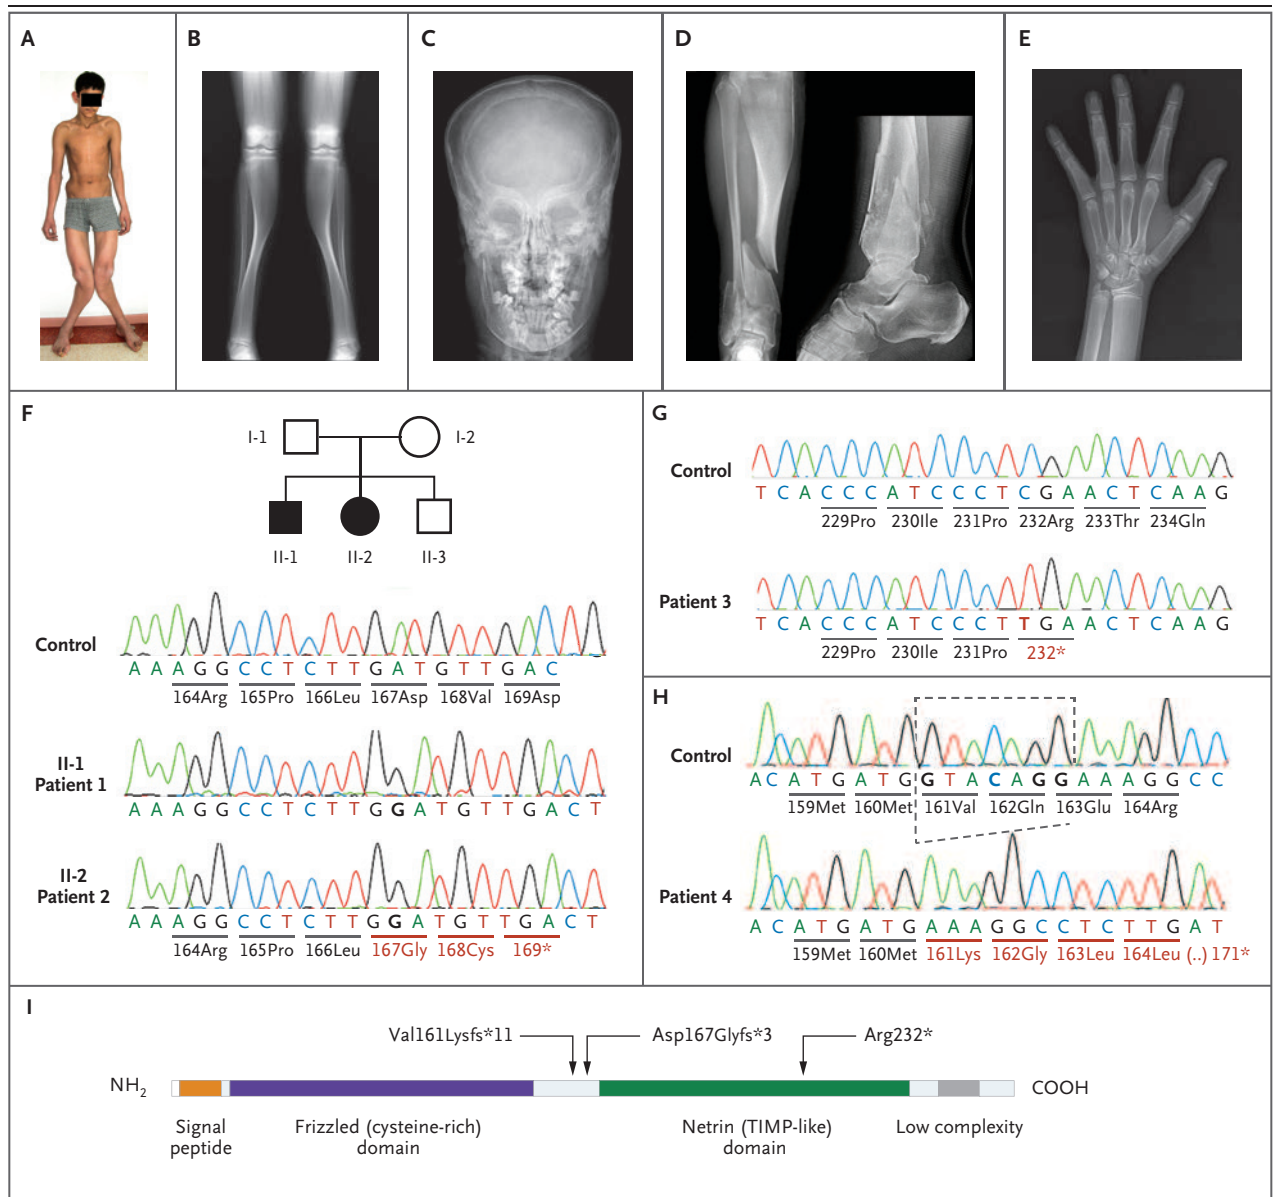 A
B
C
D
E
F
I-1
I-2
II-1
II-2
II-3
Control
A A A G G C C T C T T G A T G T T G A C
164Arg 165Pro 166Leu 167Asp 168Val 169Asp
II-1
Patient 1
A A A G G C C T C T T G G A T G T T G A C T
II-2
Patient 2
A A A G G C C T C T T G G A T G T T G A C T
164Arg 165Pro 166Leu 167Gly 168Cys 169*
G
Control
T C A C C C A T C C C T C G A A C T C A A G
229Pro 230Ile 231Pro 232Arg 233Thr 234Gln
Patient 3
T C A C C C A T C C C T T G A A C T C A A G
229Pro 230Ile 231Pro 232*
H
Control
A C A T G A T G G T A C A G G A A A G G C C
159Met 160Met 161Val 162Gln 163Glu 164Arg
Patient 4
A C A T G A T G A A A G G C C T C T T G A T
159Met 160Met 161Lys 162Gly 163Leu 164Leu (..) 171*
I
Val161Lysfs*11
Asp167Glyfs*3
Arg232*
NH2
COOH
Signal
peptide
Frizzled (cysteine-rich)
domain
Netrin (TIMP-like)
domain
Low complexity